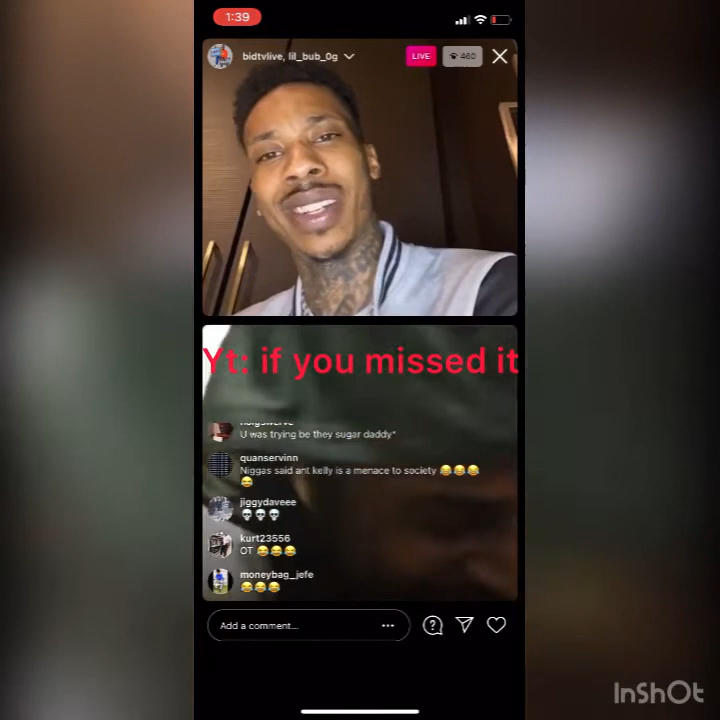 1:39
bidtvlive, lil_bub_0g
LIVE
460
Yt: if you missed it
U was trying be they sugar daddy*
quanservinn
Niggas said ant kelly is a menace to society 😂😂😂
😂
jiggydaveee
💀💀💀
kurt23556
OT 😂😂😂
moneybag_jefe
😂😂😂
Add a comment...
InShOt